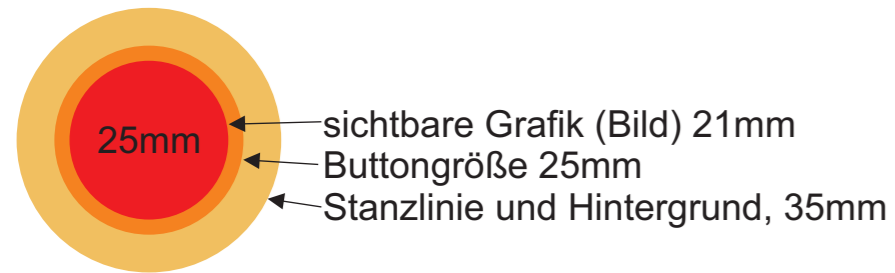 25mm
sichtbare Grafik (Bild) 21mm
Buttongröße 25mm
Stanzlinie und Hintergrund, 35mm